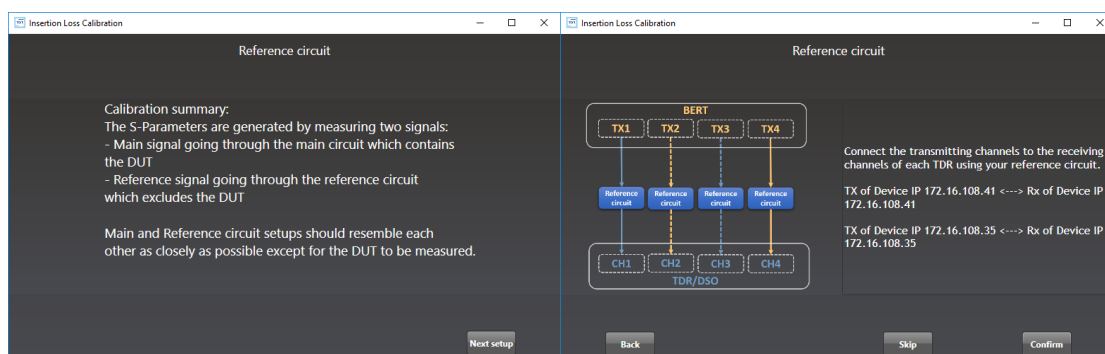 Insertion Loss Calibration
Reference circuit
Calibration summary:
The S-Parameters are generated by measuring two signals:
- Main signal going through the main circuit which contains
the DUT
- Reference signal going through the reference circuit
which excludes the DUT
Main and Reference circuit setups should resemble each
other as closely as possible except for the DUT to be measured.
Next setup
Insertion Loss Calibration
Reference circuit
BERT
TX1 TX2 TX3 TX4
Reference Reference Reference Reference
circuit circuit circuit circuit
CH1 CH2 CH3 CH4
TDR/DSO
Connect the transmitting channels to the receiving
channels of each TDR using your reference circuit.
TX of Device IP 172.16.108.41 <---> Rx of Device IP
172.16.108.41
TX of Device IP 172.16.108.35 <---> Rx of Device IP
172.16.108.35
Back
Skip
Confirm